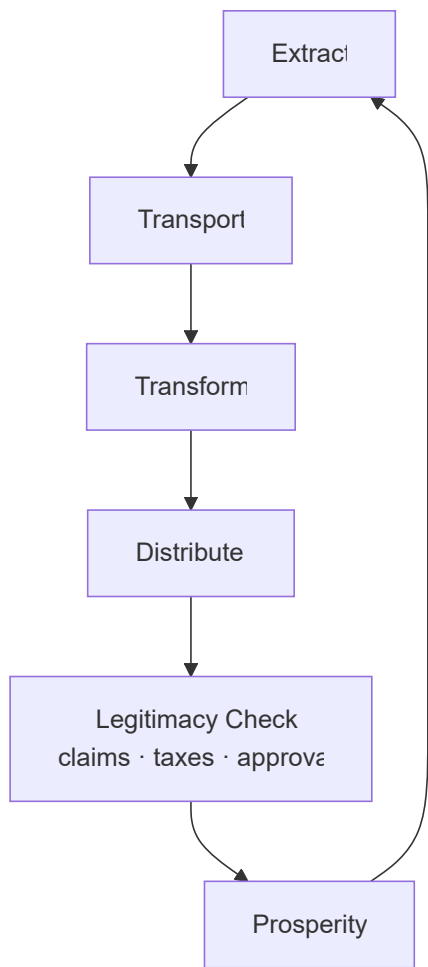 Extract
Transport
Transform
Distribute
Legitimacy Check
claims · taxes · approva
Prosperity